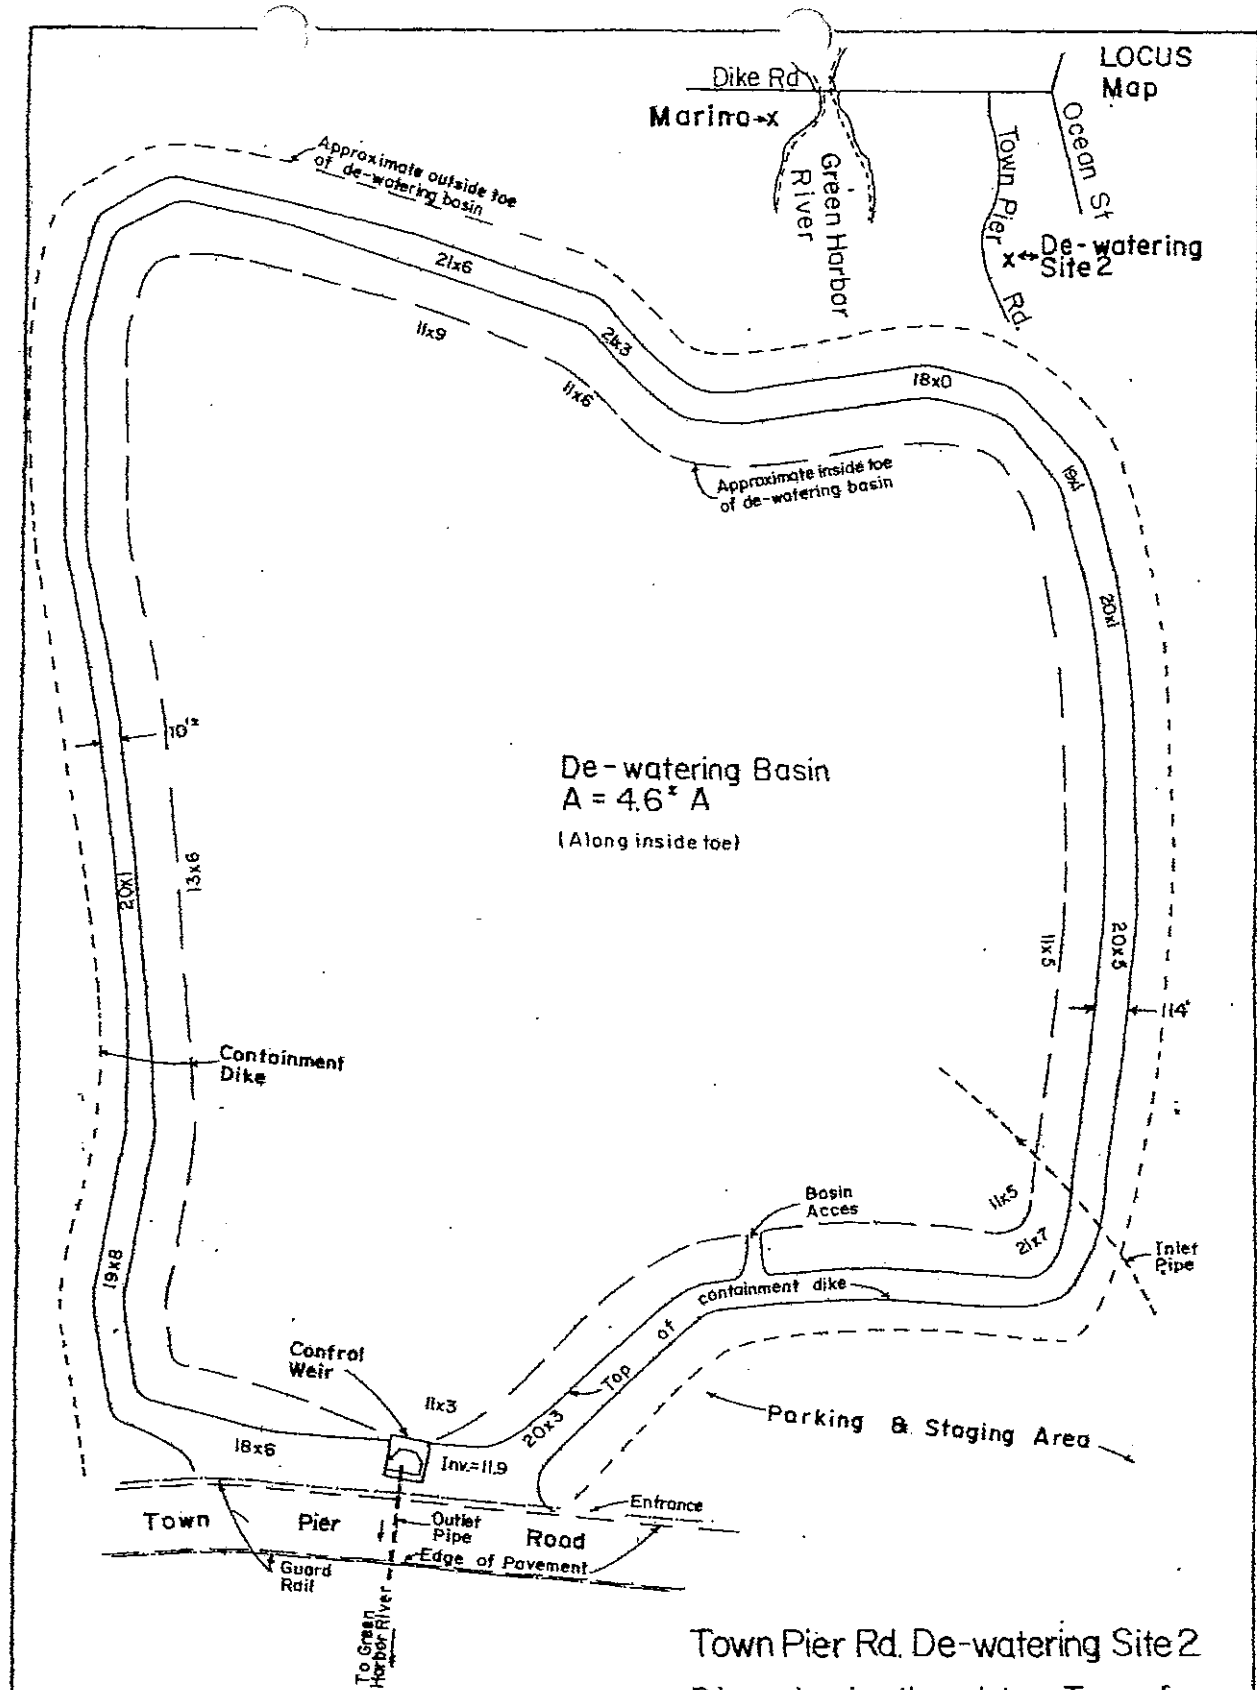 LOCUS
Map
Dike Rd
Marina→x
Green Harbor
River
Town Pier
Rd.
Ocean St
x↔De-watering
Site 2
Approximate outside toe
of de-watering basin
21x6
11x9
21x3
11x6
18x0
19x1
Approximate inside toe
of de-watering basin
20x1
10'±
De-watering Basin
A = 4.6± A
(Along inside toe)
13x6
20x1
11x5
20x5
114'
Containment
Dike
Basin
Acces
11x5
21x7
Inlet
Pipe
19x8
Top of containment dike
Control
Weir
11x3
20x3
Parking & Staging Area
18x6
Inv.=11.9
Entrance
Town Pier Road
Outlet
Pipe
Edge of Pavement
Guard
Rail
To Green
Harbor River
Town Pier Rd. De-watering Site 2